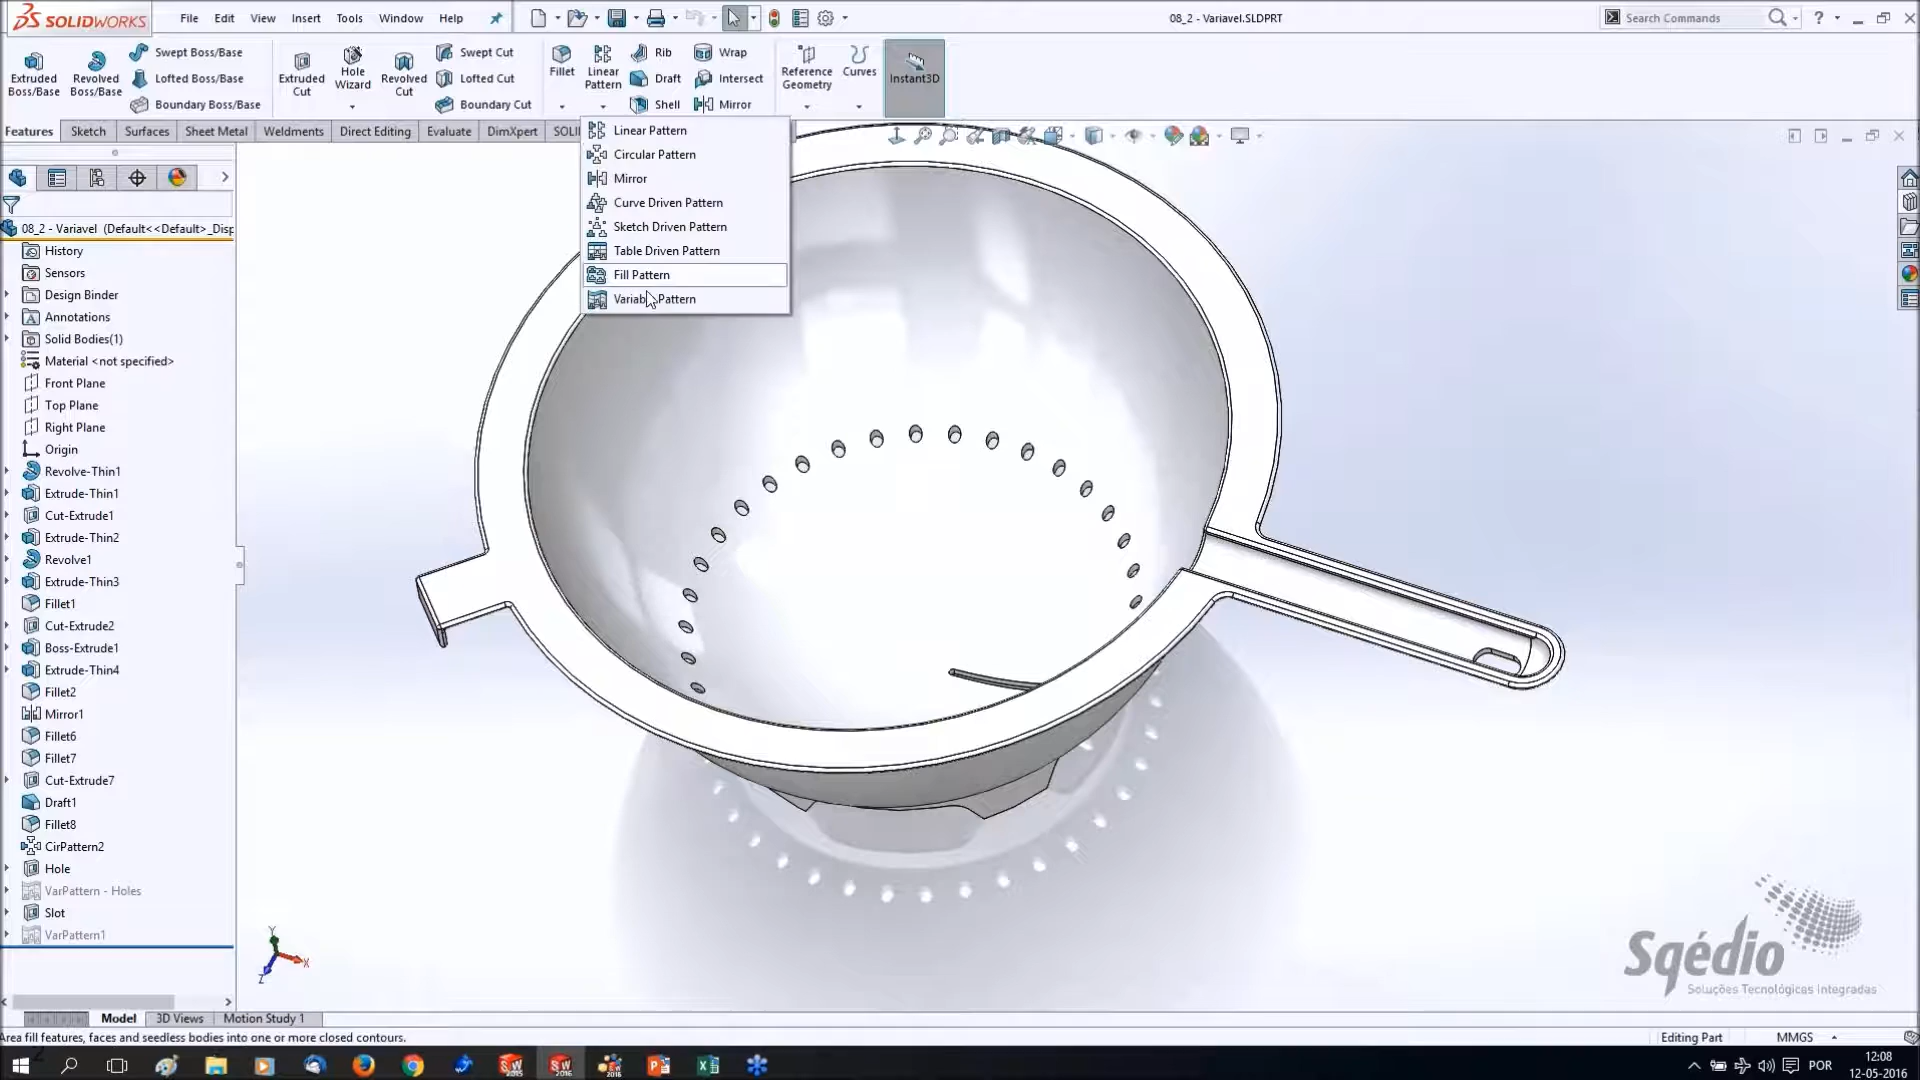 SOLIDWORKS
File Edit View Insert Tools Window Help
08_2 - Variavel.SLDPRT
Search Commands
?
Extruded Boss/Base
Revolved Boss/Base
Swept Boss/Base
Lofted Boss/Base
Boundary Boss/Base
Extruded Cut
Hole Wizard
Revolved Cut
Swept Cut
Lofted Cut
Boundary Cut
Fillet
Linear Pattern
Rib
Draft
Shell
Wrap
Intersect
Mirror
Reference Geometry
Curves
Instant3D
Features Sketch Surfaces Sheet Metal Weldments Direct Editing Evaluate DimXpert SOLI
Linear Pattern
Circular Pattern
Mirror
Curve Driven Pattern
Sketch Driven Pattern
Table Driven Pattern
Fill Pattern
Variab Pattern
08_2 - Variavel (Default<<Default>_Disp
History
Sensors
Design Binder
Annotations
Solid Bodies(1)
Material <not specified>
Front Plane
Top Plane
Right Plane
Origin
Revolve-Thin1
Extrude-Thin1
Cut-Extrude1
Extrude-Thin2
Revolve1
Extrude-Thin3
Fillet1
Cut-Extrude2
Boss-Extrude1
Extrude-Thin4
Fillet2
Mirror1
Fillet6
Fillet7
Cut-Extrude7
Draft1
Fillet8
CirPattern2
Hole
VarPattern - Holes
Slot
VarPattern1
Y
X
Z
Sqédio
Soluções Tecnológicas Integradas
Model 3D Views Motion Study 1
Area fill features, faces and seedless bodies into one or more closed contours.
Editing Part
MMGS
POR
12:08
12-05-2016